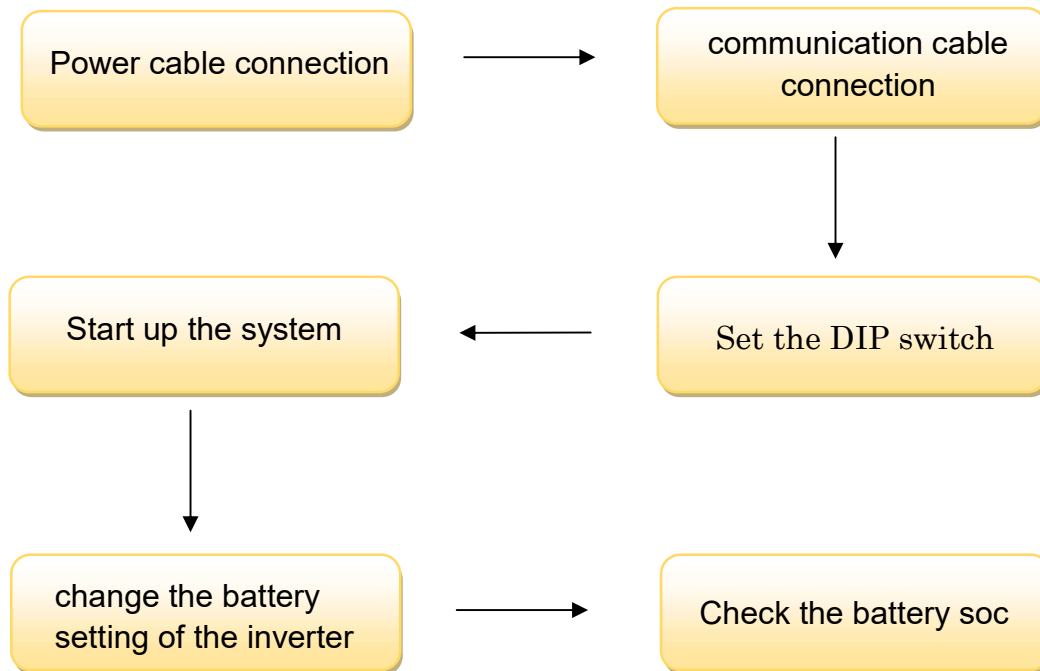 Power cable connection
communication cable
connection
Set the DIP switch
Start up the system
change the battery
setting of the inverter
Check the battery soc